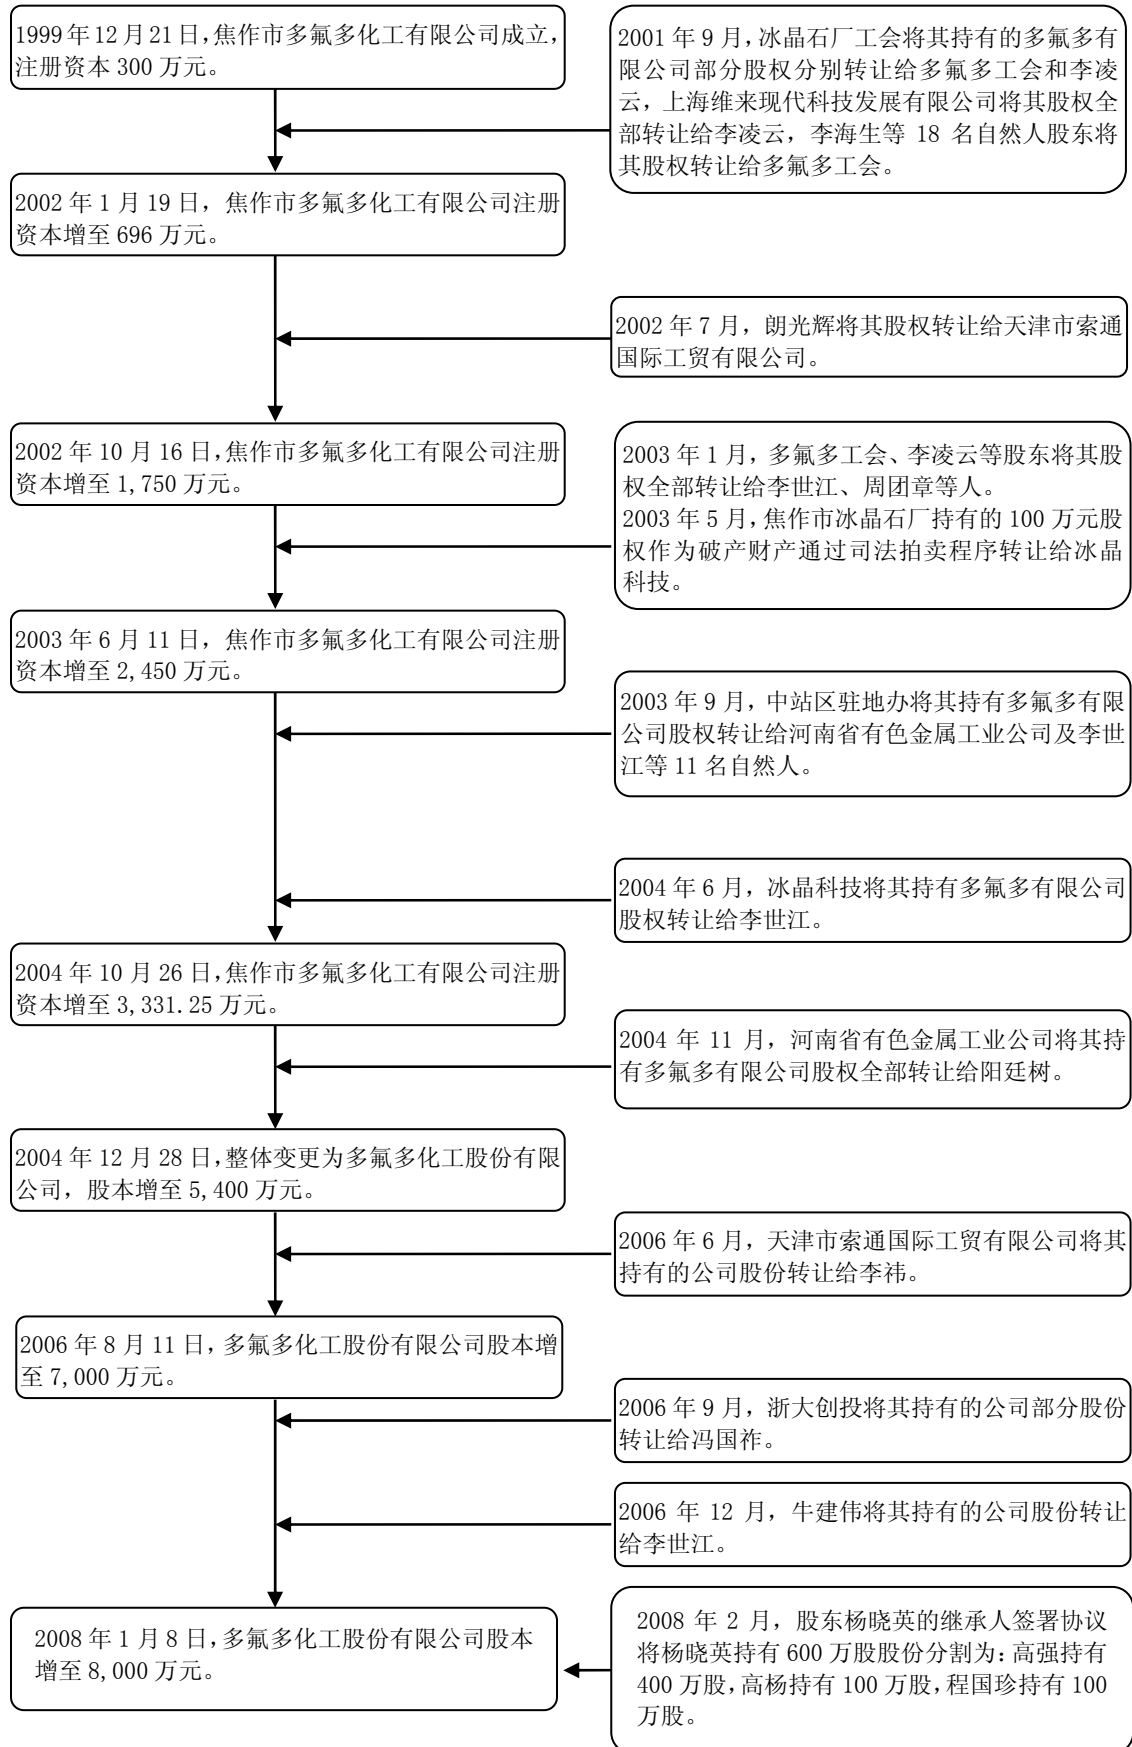 1999年12月21日,焦作市多氟多化工有限公司成立,
注册资本300万元。
2001年9月,冰晶石厂工会将其持有的多氟多有
限公司部分股权分别转让给多氟多工会和李凌
云,上海维来现代科技发展有限公司将其股权全
部转让给李凌云,李海生等 18 名自然人股东将
其股权转让给多氟多工会。
2002年1月19日,焦作市多氟多化工有限公司注册
资本增至696万元。
2002年7月,朗光辉将其股权转让给天津市索通
国际工贸有限公司。
2002年10月16日,焦作市多氟多化工有限公司注册
资本增至1,750万元。
2003年1月,多氟多工会、李凌云等股东将其股
权全部转让给李世江、周团章等人。
2003年5月,焦作市冰晶石厂持有的100万元股
权作为破产财产通过司法拍卖程序转让给冰晶
科技。
2003年6月11日,焦作市多氟多化工有限公司注册
资本增至2,450万元。
2003年9月,中站区驻地办将其持有多氟多有限
公司股权转让给河南省有色金属工业公司及李世
江等11名自然人。
2004年6月,冰晶科技将其持有多氟多有限公司
股权转让给李世江。
2004年10月26日,焦作市多氟多化工有限公司注册
资本增至3,331.25万元。
2004 年 11 月,河南省有色金属工业公司将其持
有多氟多有限公司股权全部转让给阳廷树。
2004年12月28日,整体变更为多氟多化工股份有限
公司,股本增至5,400万元。
2006年6月,天津市索通国际工贸有限公司将其
持有的公司股份转让给李祎。
2006年8月11日,多氟多化工股份有限公司股本增
至7,000万元。
2006年9月,浙大创投将其持有的公司部分股份
转让给冯国祚。
2006 年 12 月,牛建伟将其持有的公司股份转让
给李世江。
2008年1月8日,多氟多化工股份有限公司股本
增至8,000万元。
2008 年 2 月,股东杨晓英的继承人签署协议
将杨晓英持有600万股股份分割为:高强持有
400万股,高杨持有100万股,程国珍持有100
万股。